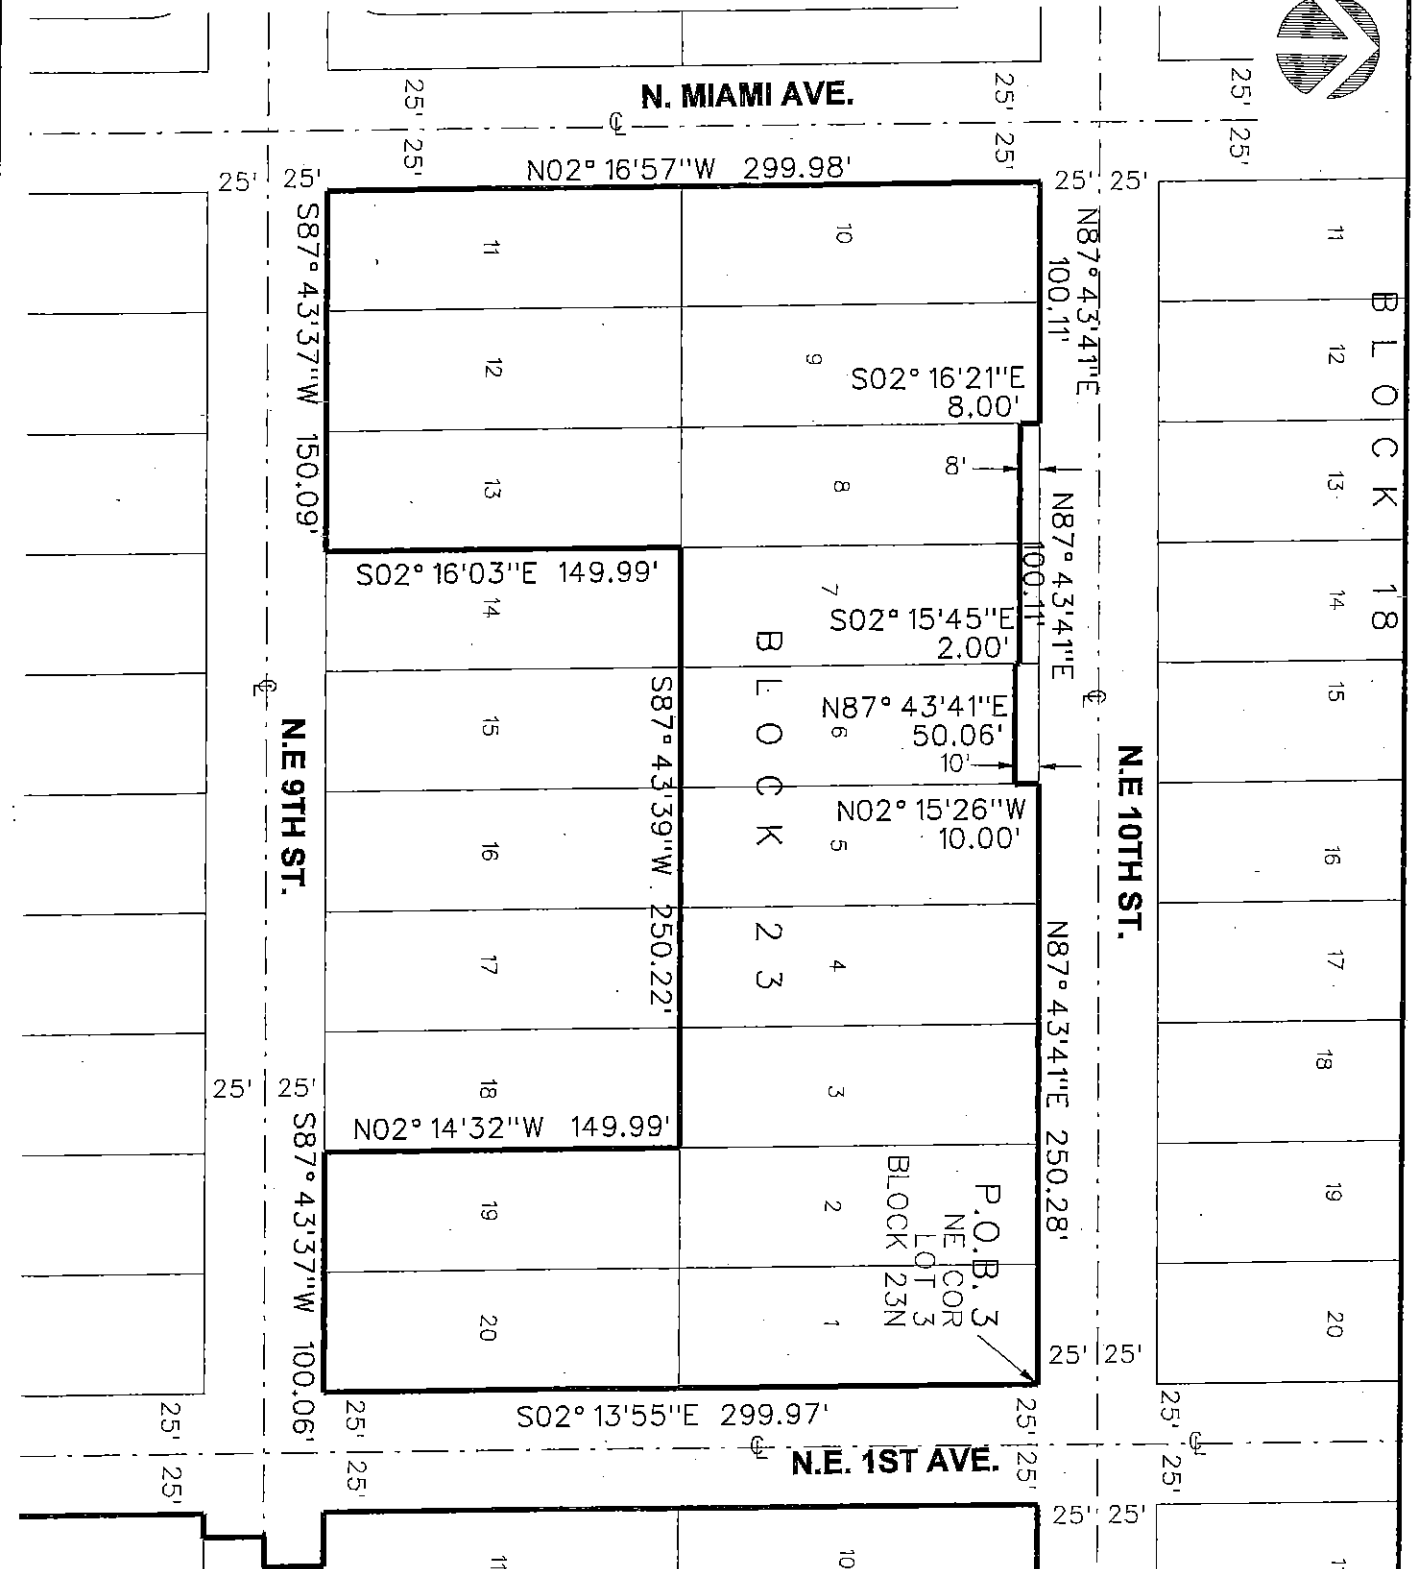 25'
25'
25'
N. MIAMI AVE.
℄
25'
25'
25'
N02° 16'57"W 299.98'
25'
25'
25'
25'
S87° 43'37"W 150.09'
N87° 43'41"E
100.11'
11
10
11
BLOCK 18
12
9
12
S02° 16'21"E
8.00'
8'
13
8
13
N87° 43'41"E
100.11'
S02° 16'03"E 149.99'
14
7
14
S02° 15'45"E
2.00'
BLOCK 23
S87° 43'39"W 250.22'
℄
℄
15
6
15
N87° 43'41"E
50.06'
10'
N.E 9TH ST.
N.E 10TH ST.
N02° 15'26"W
10.00'
16
5
16
17
4
17
N87° 43'41"E 250.28'
25'
25'
18
3
18
N02° 14'32"W 149.99'
S87° 43'37"W 100.06'
P.O.B. 3
NE COR
LOT 3
BLOCK 23N
19
2
19
20
1
20
25'
25'
25'
25'
25'
25'
S02° 13'55"E 299.97'
℄
℄
N.E. 1ST AVE.
25'
25'
25'
25'
25'
25'
11
10